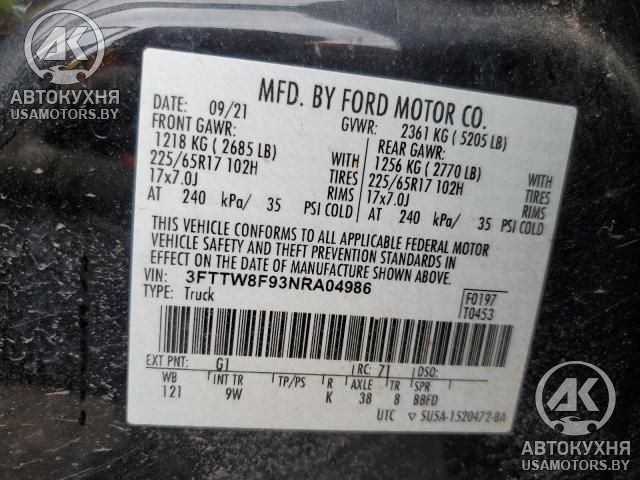 AK
АВТОКУХНЯ
USAMOTORS.BY
MFD. BY FORD MOTOR CO.
DATE: 09/21 GVWR: 2361 KG ( 5205 LB)
FRONT GAWR: REAR GAWR:
1218 KG ( 2685 LB) WITH 1256 KG ( 2770 LB) WITH
225/65R17 102H TIRES 225/65R17 102H TIRES
17x7.0J RIMS 17x7.0J RIMS
AT 240 kPa/ 35 PSI COLD AT 240 kPa/ 35 PSI COLD
THIS VEHICLE CONFORMS TO ALL APPLICABLE FEDERAL MOTOR
VEHICLE SAFETY AND THEFT PREVENTION STANDARDS IN
EFFECT ON THE DATE OF MANUFACTURE SHOWN ABOVE.
VIN: 3FTTW8F93NRA04986
TYPE: Truck
F0197
T0453
EXT PNT: G1 RC: 71 DSO:
WB INT TR TP/PS R AXLE TR SPR
121 9W K 38 8 BBFD
UTC ▽ 5U5A-1520472-BA
AK
АВТОКУХНЯ
USAMOTORS.BY